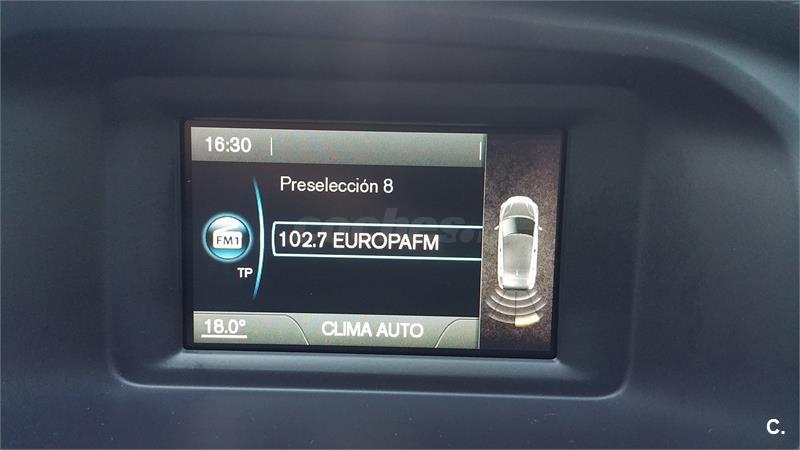 16:30
Preselección 8
FM1
102.7 EUROPAFM
TP
18.0°
CLIMA AUTO
C.